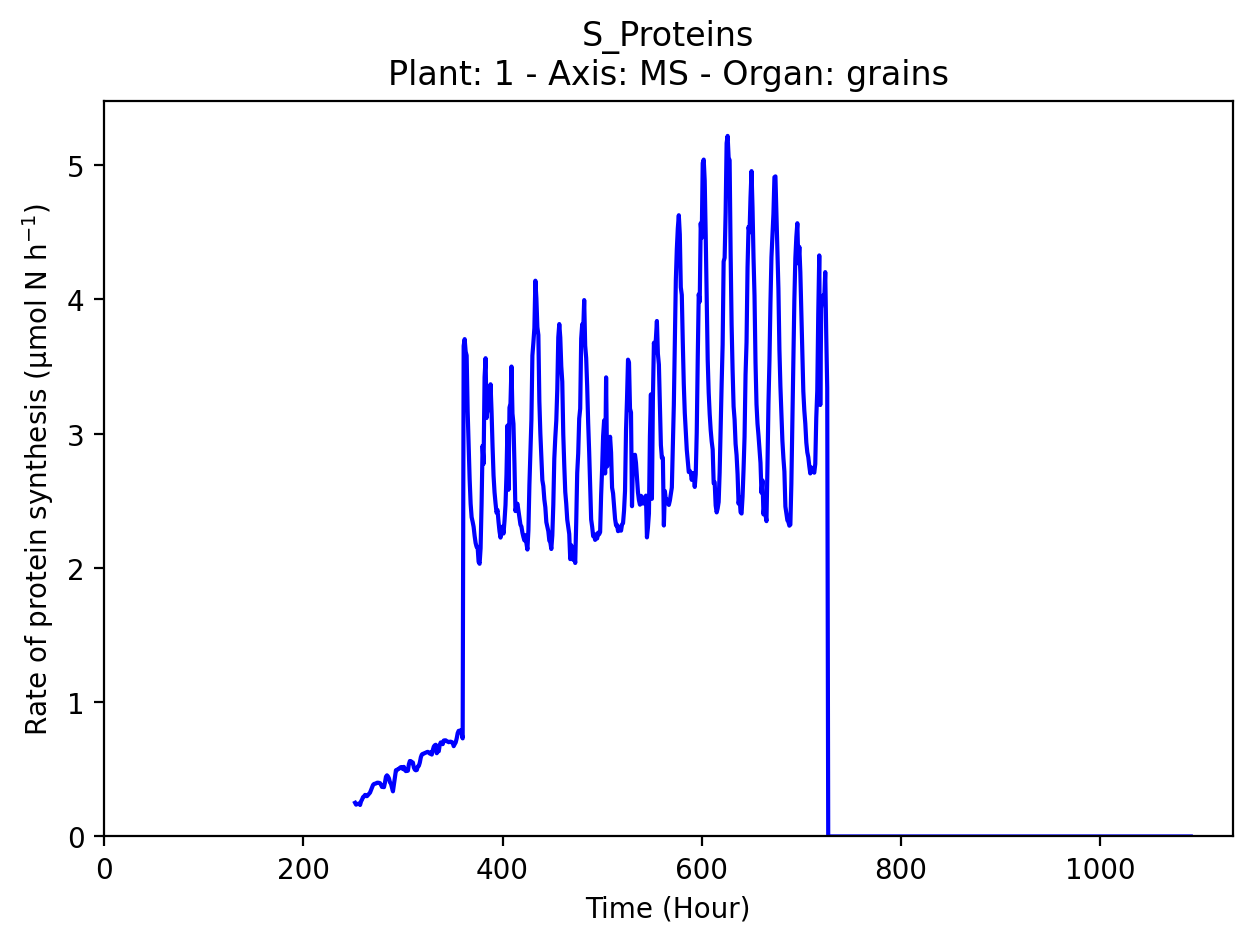 S_Proteins
Plant: 1 - Axis: MS - Organ: grains
Rate of protein synthesis (µmol N h⁻¹)
5
4
3
2
1
0
0 200 400 600 800 1000
Time (Hour)